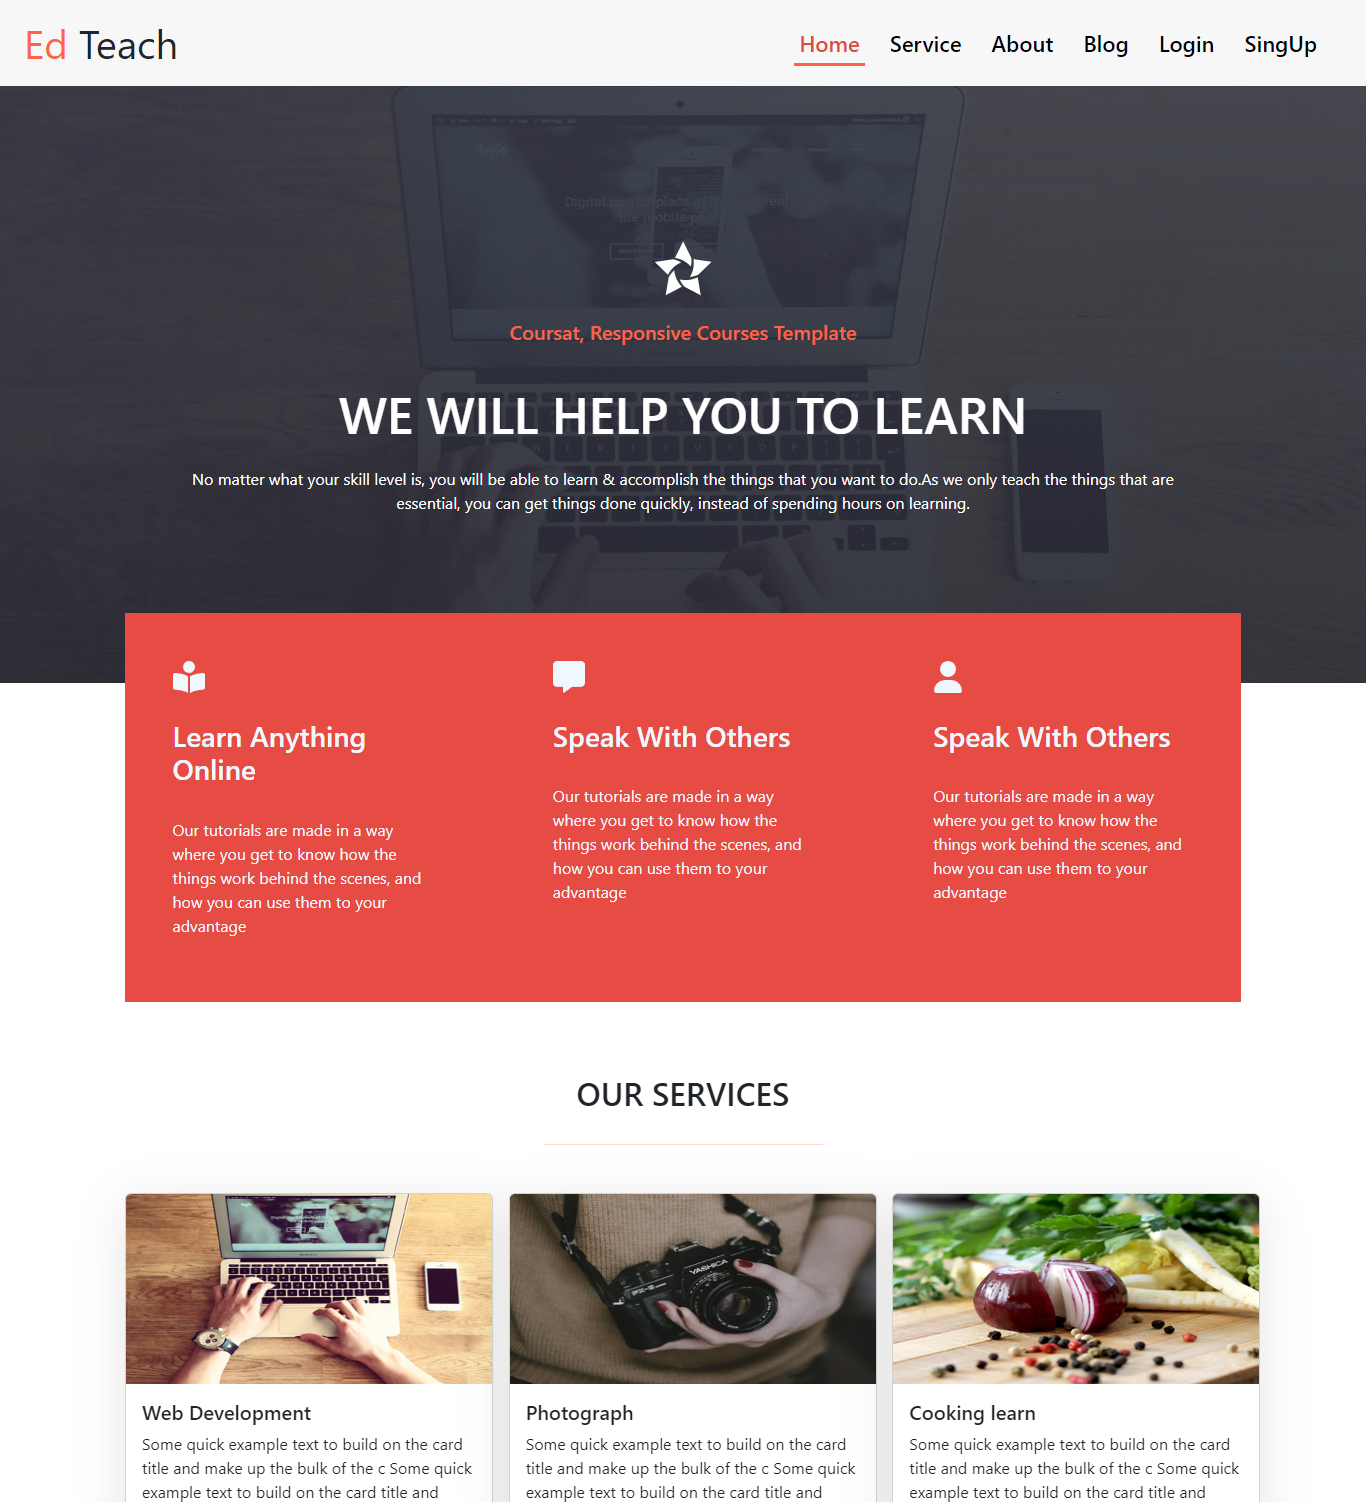 Ed Teach
Home Service About Blog Login SingUp
Digital marketplace of the best real
life mobile photo
Coursat, Responsive Courses Template
WE WILL HELP YOU TO LEARN
No matter what your skill level is, you will be able to learn & accomplish the things that you want to do.As we only teach the things that are
essential, you can get things done quickly, instead of spending hours on learning.
Learn Anything
Online
Our tutorials are made in a way
where you get to know how the
things work behind the scenes, and
how you can use them to your
advantage
Speak With Others
Our tutorials are made in a way
where you get to know how the
things work behind the scenes, and
how you can use them to your
advantage
Speak With Others
Our tutorials are made in a way
where you get to know how the
things work behind the scenes, and
how you can use them to your
advantage
OUR SERVICES
YASHICA
Web Development
Some quick example text to build on the card
title and make up the bulk of the c Some quick
example text to build on the card title and
Photograph
Some quick example text to build on the card
title and make up the bulk of the c Some quick
example text to build on the card title and
Cooking learn
Some quick example text to build on the card
title and make up the bulk of the c Some quick
example text to build on the card title and